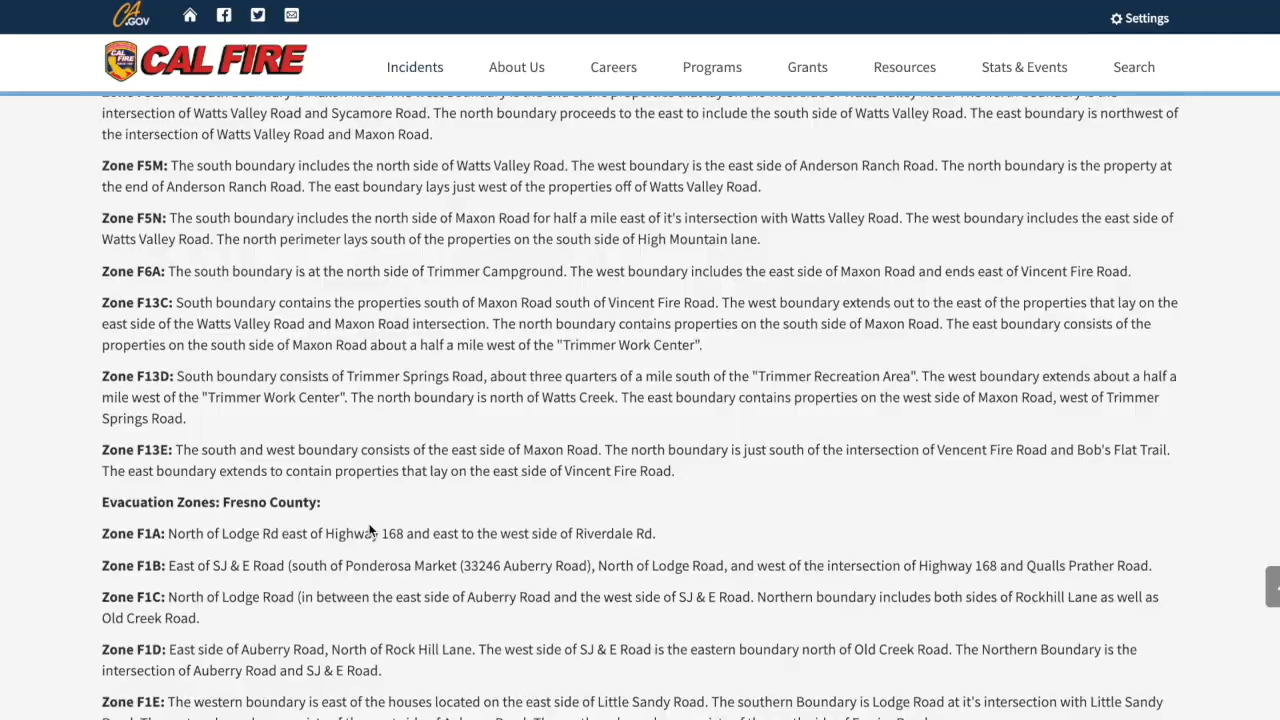 CA
.GOV
Settings
CAL FIRE
Incidents About Us Careers Programs Grants Resources Stats & Events Search
intersection of Watts Valley Road and Sycamore Road. The north boundary proceeds to the east to include the south side of Watts Valley Road. The east boundary is northwest of
the intersection of Watts Valley Road and Maxon Road.
Zone F5M: The south boundary includes the north side of Watts Valley Road. The west boundary is the east side of Anderson Ranch Road. The north boundary is the property at
the end of Anderson Ranch Road. The east boundary lays just west of the properties off of Watts Valley Road.
Zone F5N: The south boundary includes the north side of Maxon Road for half a mile east of it's intersection with Watts Valley Road. The west boundary includes the east side of
Watts Valley Road. The north perimeter lays south of the properties on the south side of High Mountain lane.
Zone F6A: The south boundary is at the north side of Trimmer Campground. The west boundary includes the east side of Maxon Road and ends east of Vincent Fire Road.
Zone F13C: South boundary contains the properties south of Maxon Road south of Vincent Fire Road. The west boundary extends out to the east of the properties that lay on the
east side of the Watts Valley Road and Maxon Road intersection. The north boundary contains properties on the south side of Maxon Road. The east boundary consists of the
properties on the south side of Maxon Road about a half a mile west of the "Trimmer Work Center".
Zone F13D: South boundary consists of Trimmer Springs Road, about three quarters of a mile south of the "Trimmer Recreation Area". The west boundary extends about a half a
mile west of the "Trimmer Work Center". The north boundary is north of Watts Creek. The east boundary contains properties on the west side of Maxon Road, west of Trimmer
Springs Road.
Zone F13E: The south and west boundary consists of the east side of Maxon Road. The north boundary is just south of the intersection of Vencent Fire Road and Bob's Flat Trail.
The east boundary extends to contain properties that lay on the east side of Vincent Fire Road.
Evacuation Zones: Fresno County:
Zone F1A: North of Lodge Rd east of Highway 168 and east to the west side of Riverdale Rd.
Zone F1B: East of SJ & E Road (south of Ponderosa Market (33246 Auberry Road), North of Lodge Road, and west of the intersection of Highway 168 and Qualls Prather Road.
Zone F1C: North of Lodge Road (in between the east side of Auberry Road and the west side of SJ & E Road. Northern boundary includes both sides of Rockhill Lane as well as
Old Creek Road.
Zone F1D: East side of Auberry Road, North of Rock Hill Lane. The west side of SJ & E Road is the eastern boundary north of Old Creek Road. The Northern Boundary is the
intersection of Auberry Road and SJ & E Road.
Zone F1E: The western boundary is east of the houses located on the east side of Little Sandy Road. The southern Boundary is Lodge Road at it's intersection with Little Sandy